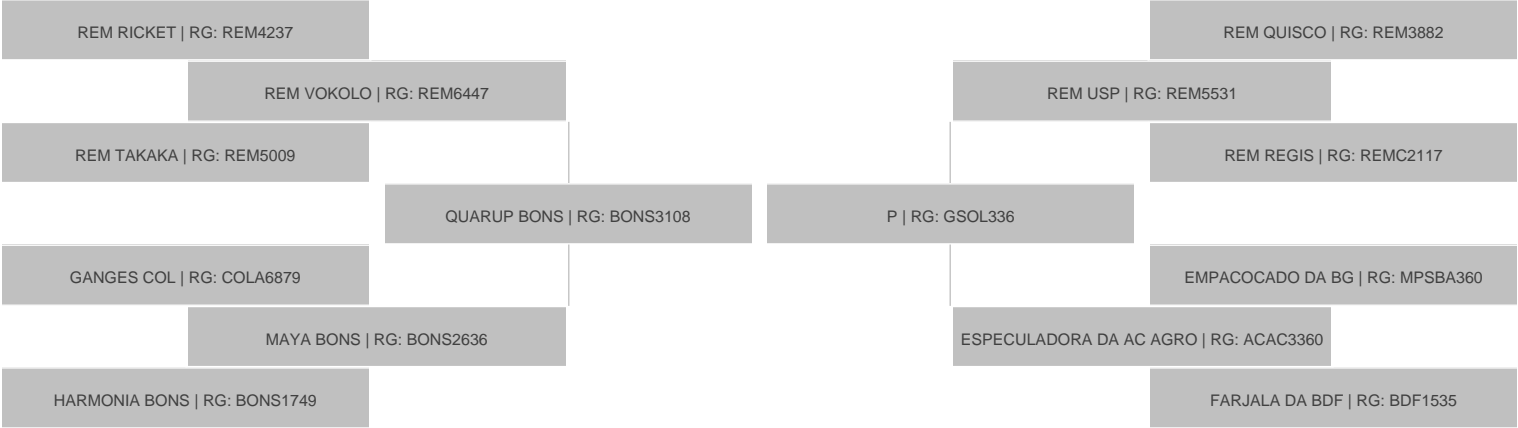 REM RICKET | RG: REM4237
REM QUISCO | RG: REM3882
REM VOKOLO | RG: REM6447
REM USP | RG: REM5531
REM TAKAKA | RG: REM5009
REM REGIS | RG: REMC2117
QUARUP BONS | RG: BONS3108
P | RG: GSOL336
GANGES COL | RG: COLA6879
EMPACOCADO DA BG | RG: MPSBA360
MAYA BONS | RG: BONS2636
ESPECULADORA DA AC AGRO | RG: ACAC3360
HARMONIA BONS | RG: BONS1749
FARJALA DA BDF | RG: BDF1535